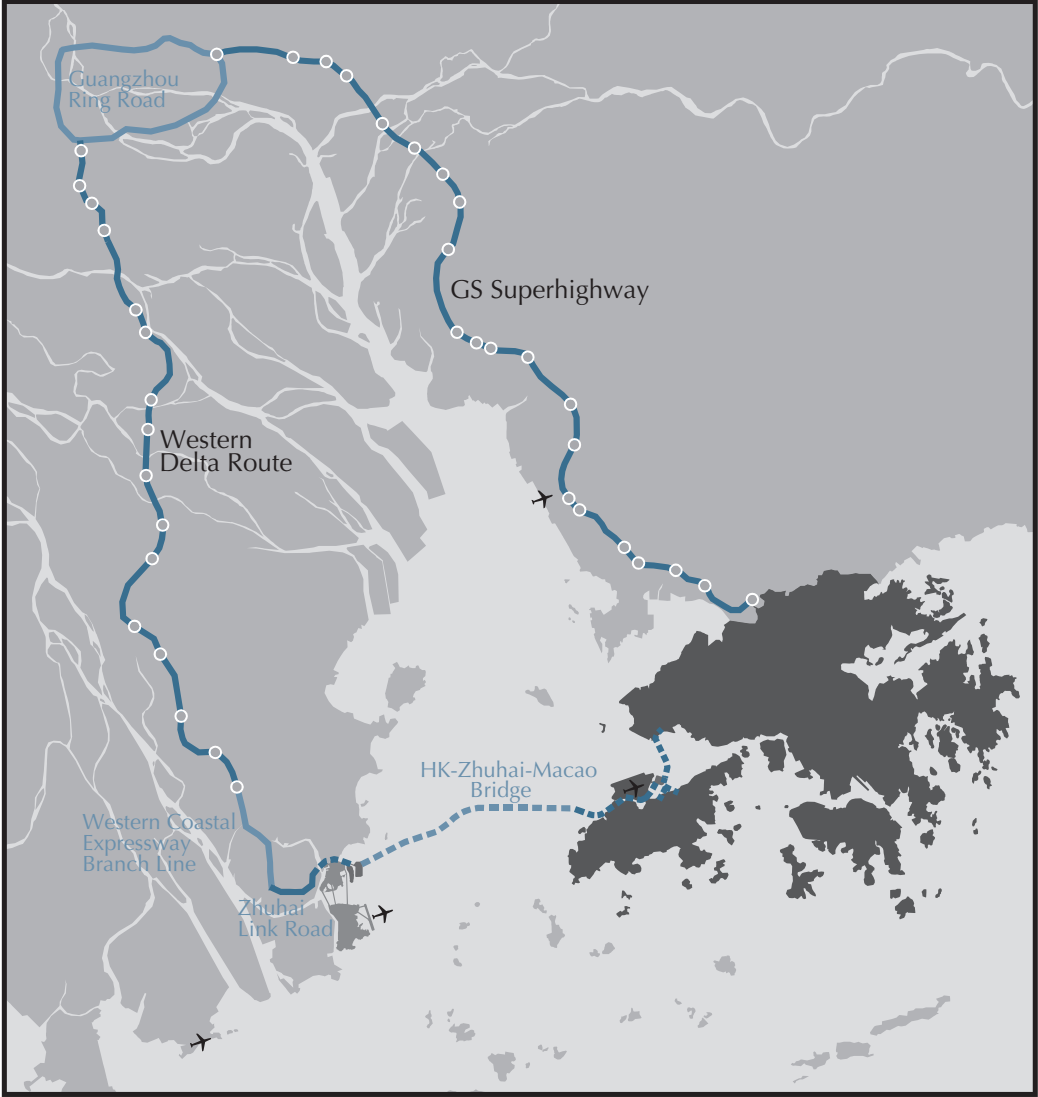 Guangzhou
Ring Road
GS Superhighway
Western
Delta Route
HK-Zhuhai-Macao
Bridge
Western Coastal
Expressway
Branch Line
Zhuhai
Link Road